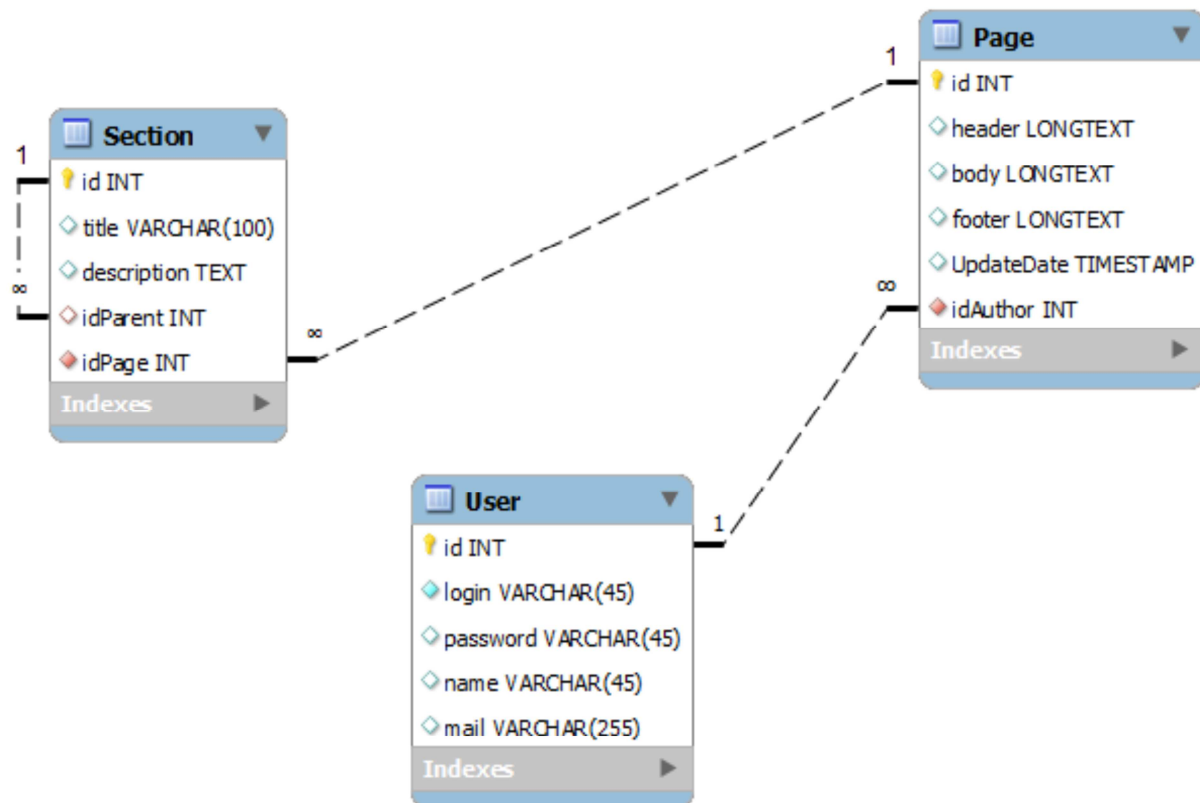 Section
1
id INT
title VARCHAR(100)
description TEXT
∞
idParent INT
∞
idPage INT
Indexes
Page
1
id INT
header LONGTEXT
body LONGTEXT
footer LONGTEXT
UpdateDate TIMESTAMP
∞
idAuthor INT
Indexes
User
1
id INT
login VARCHAR(45)
password VARCHAR(45)
name VARCHAR(45)
mail VARCHAR(255)
Indexes